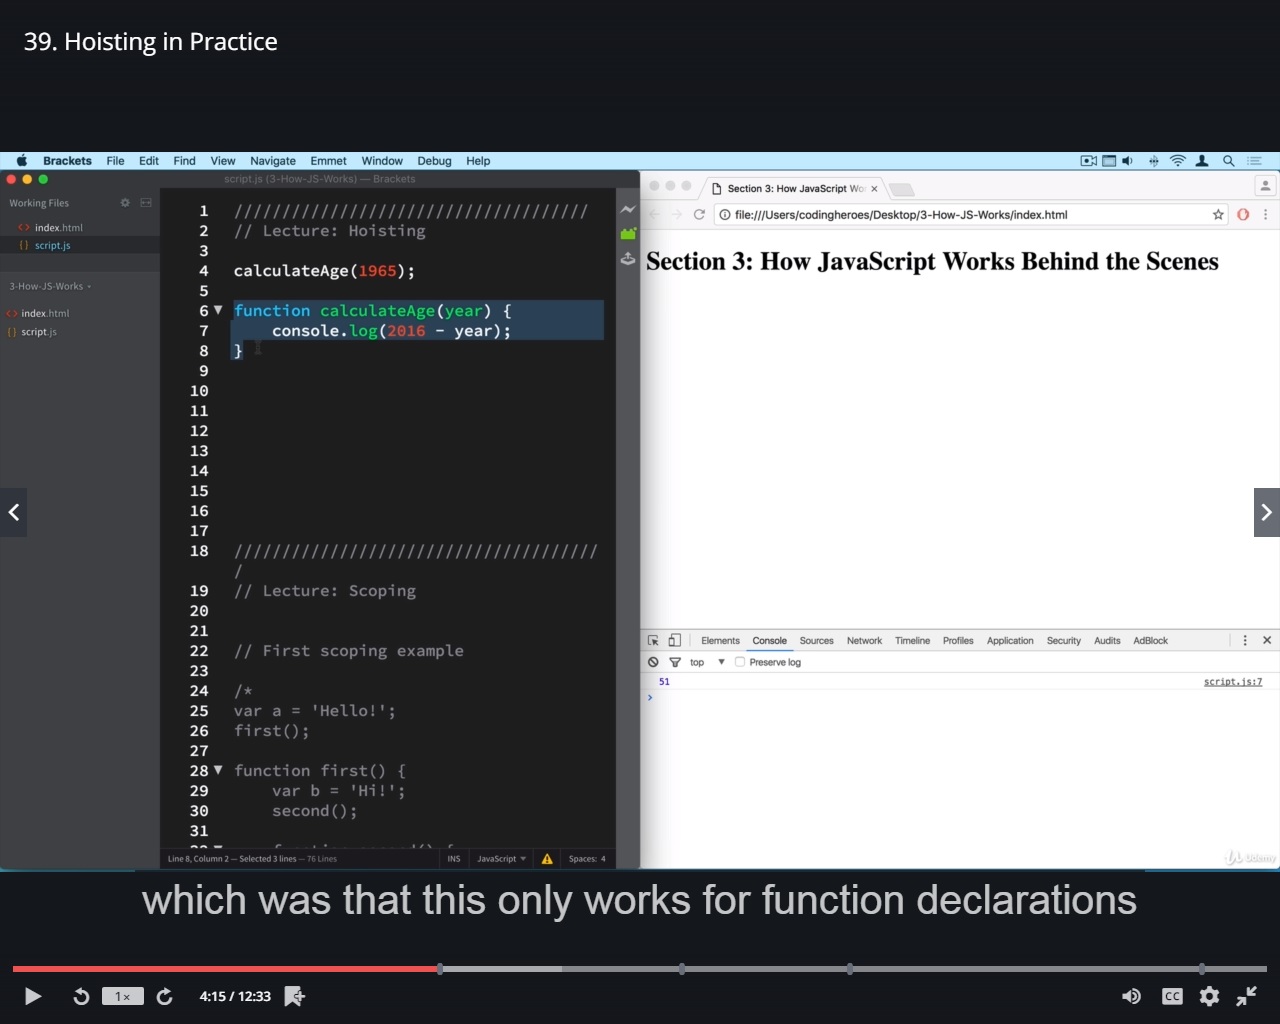 39. Hoisting in Practice
Brackets File Edit Find View Navigate Emmet Window Debug Help
script.js (3-How-JS-Works) — Brackets
Working Files
index.html
script.js
3-How-JS-Works
index.html
script.js
1 /////////////////////////////////////
2 // Lecture: Hoisting
3
4 calculateAge(1965);
5
6 function calculateAge(year) {
7 console.log(2016 - year);
8 }
9
10
11
12
13
14
15
16
17
18 //////////////////////////////////////
/
19 // Lecture: Scoping
20
21
22 // First scoping example
23
24 /*
25 var a = 'Hello!';
26 first();
27
28 function first() {
29 var b = 'Hi!';
30 second();
31
Line 8, Column 2 — Selected 3 lines — 76 Lines INS JavaScript Spaces: 4
Section 3: How JavaScript Wo
file:///Users/codingheroes/Desktop/3-How-JS-Works/index.html
Section 3: How JavaScript Works Behind the Scenes
Elements Console Sources Network Timeline Profiles Application Security Audits AdBlock
top Preserve log
51 script.js:7
Udemy
which was that this only works for function declarations
1x 4:15 / 12:33 CC